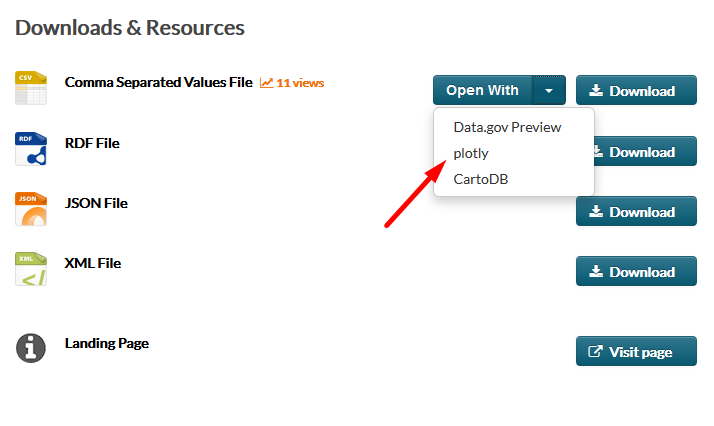 Downloads & Resources
CSV
Comma Separated Values File 11 views
Open With
Download
Data.gov Preview
plotly
CartoDB
RDF
RDF File
Download
JSON
JSON File
Download
XML
XML File
Download
Landing Page
Visit page